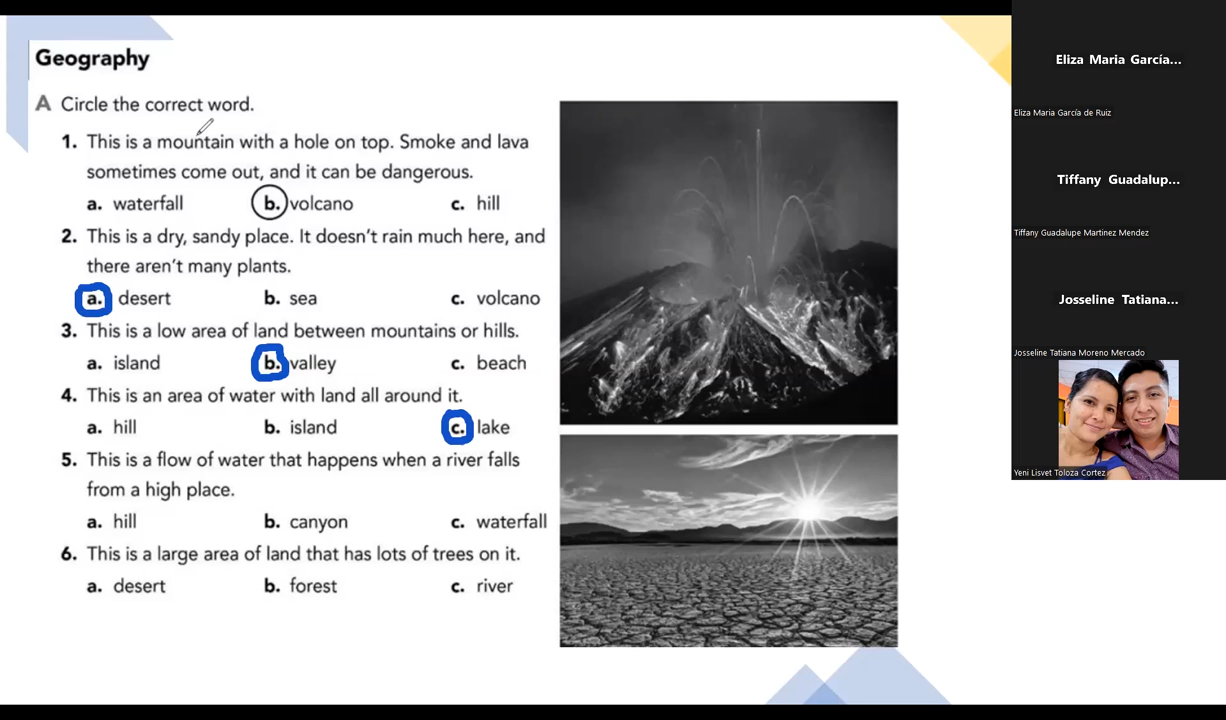 Geography
A Circle the correct word.
1. This is a mountain with a hole on top. Smoke and lava
sometimes come out, and it can be dangerous.
a. waterfall b. volcano c. hill
2. This is a dry, sandy place. It doesn't rain much here, and
there aren't many plants.
a. desert b. sea c. volcano
3. This is a low area of land between mountains or hills.
a. island b. valley c. beach
4. This is an area of water with land all around it.
a. hill b. island c. lake
5. This is a flow of water that happens when a river falls
from a high place.
a. hill b. canyon c. waterfall
6. This is a large area of land that has lots of trees on it.
a. desert b. forest c. river
Eliza Maria García...
Eliza Maria García de Ruiz
Tiffany Guadalup...
Tiffany Guadalupe Martinez Mendez
Josseline Tatiana...
Josseline Tatiana Moreno Mercado
Yeni Lisvet Toloza Cortez